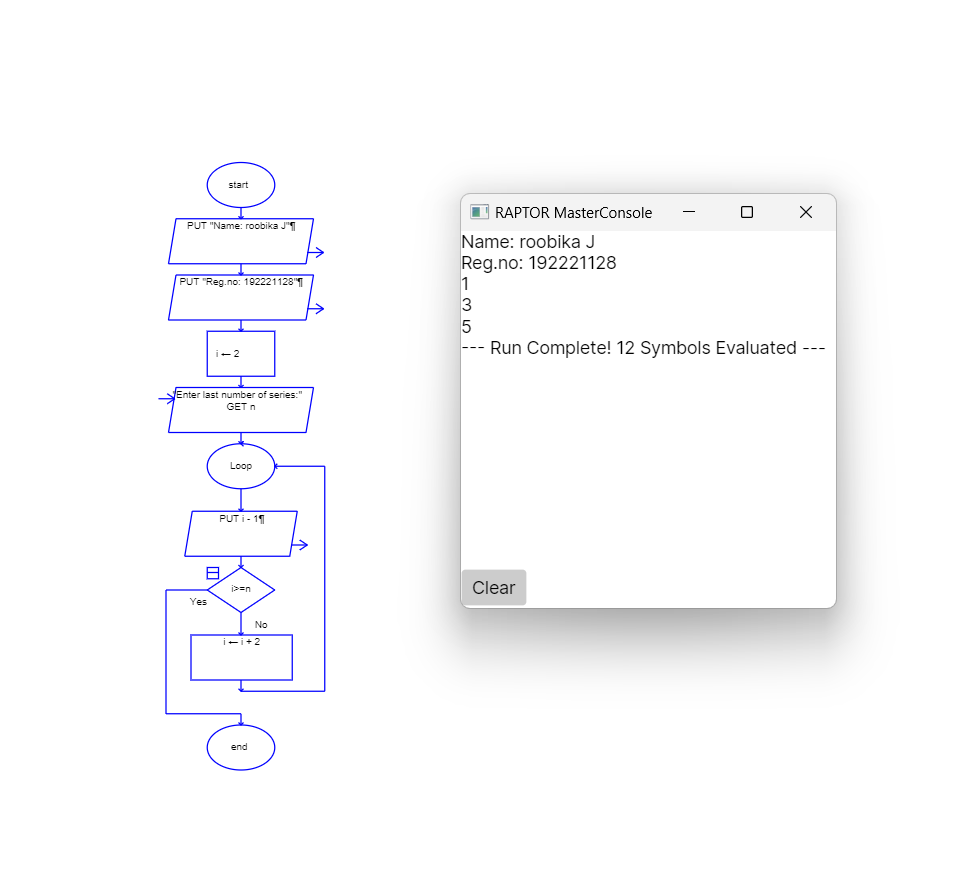 start
PUT "Name: roobika J"¶
PUT "Reg.no: 192221128"¶
i ← 2
"Enter last number of series:"
GET n
Loop
PUT i - 1¶
i>=n
Yes
No
i ← i + 2
end
RAPTOR MasterConsole
Name: roobika J
Reg.no: 192221128
1
3
5
--- Run Complete! 12 Symbols Evaluated ---
Clear